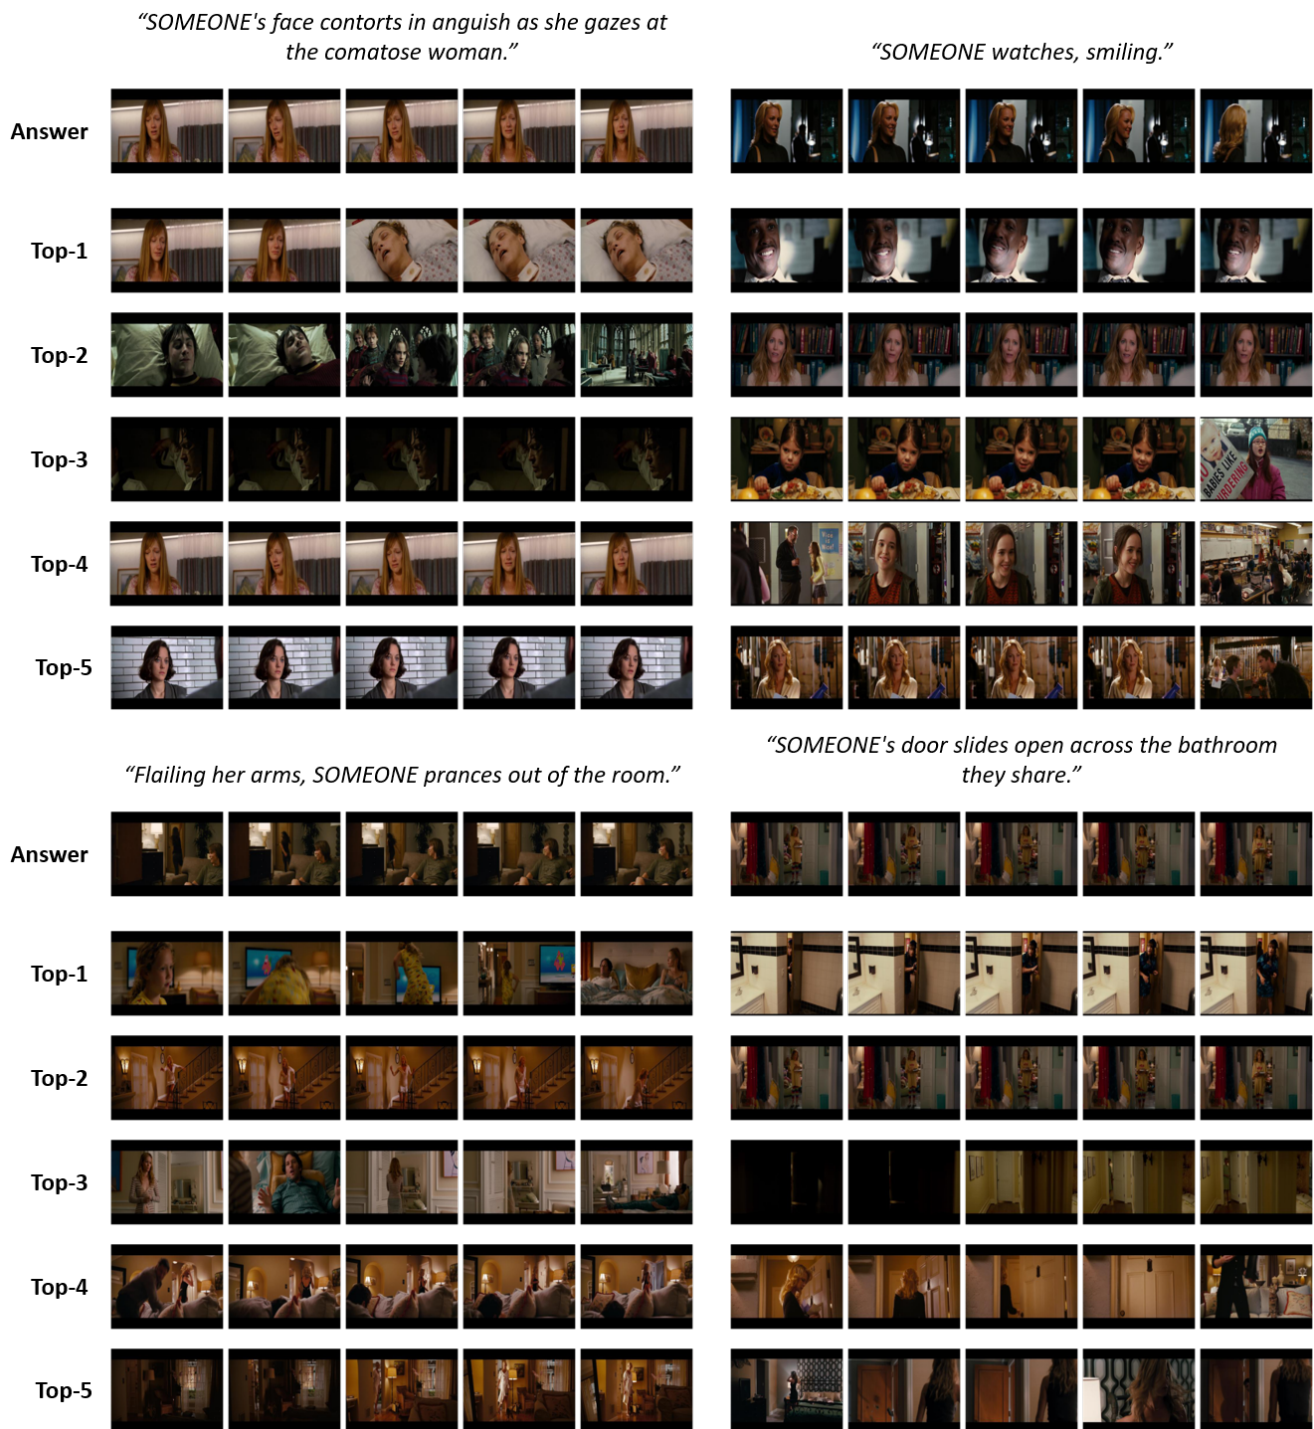 “SOMEONE's face contorts in anguish as she gazes at
the comatose woman.”
“SOMEONE watches, smiling.”
Answer
Top-1
Top-2
Top-3
BABIES LIKE
Top-4
Top-5
“Flailing her arms, SOMEONE prances out of the room.”
“SOMEONE's door slides open across the bathroom
they share.”
Answer
Top-1
Top-2
Top-3
Top-4
Top-5